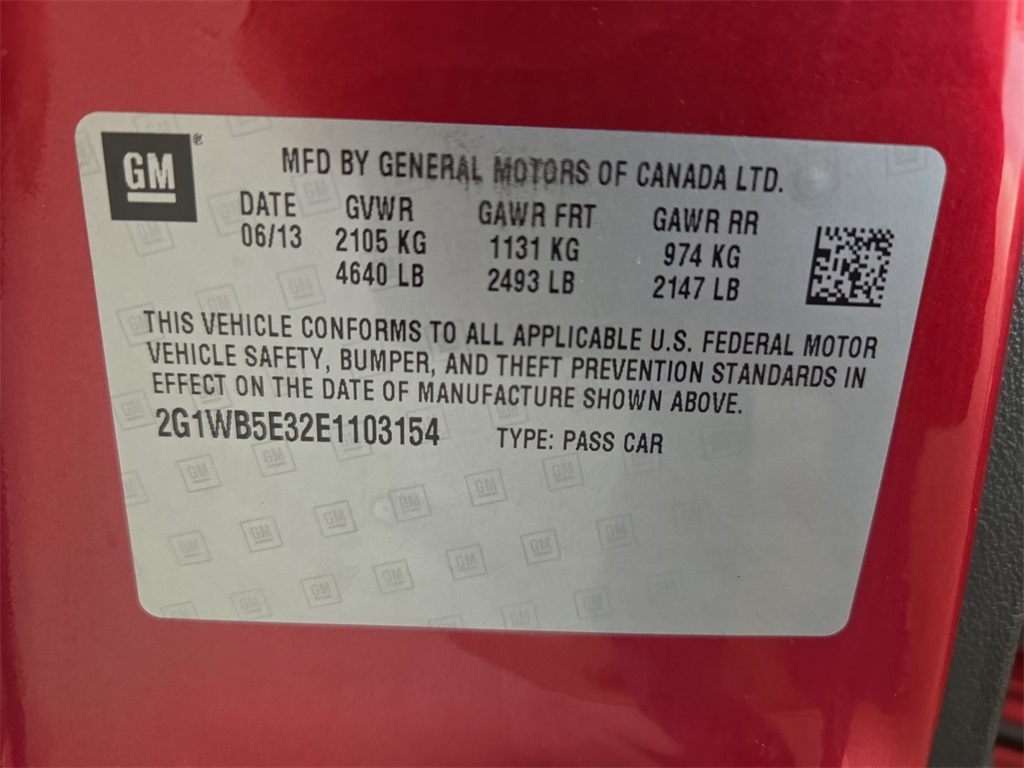 GM®
MFD BY GENERAL MOTORS OF CANADA LTD.
DATE GVWR GAWR FRT GAWR RR
06/13 2105 KG 1131 KG 974 KG
4640 LB 2493 LB 2147 LB
THIS VEHICLE CONFORMS TO ALL APPLICABLE U.S. FEDERAL MOTOR
VEHICLE SAFETY, BUMPER, AND THEFT PREVENTION STANDARDS IN
EFFECT ON THE DATE OF MANUFACTURE SHOWN ABOVE.
2G1WB5E32E1103154 TYPE: PASS CAR